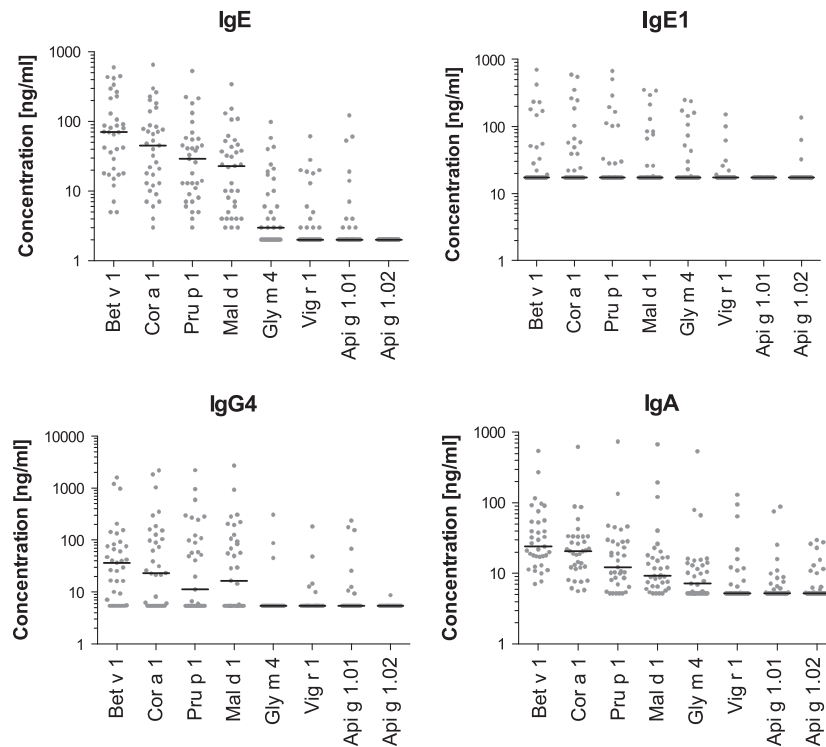 IgE
Concentration [ng/ml]
1000
100
10
1
Bet v 1
Cor a 1
Pru p 1
Mal d 1
Gly m 4
Vig r 1
Api g 1.01
Api g 1.02
IgE1
Concentration [ng/ml]
1000
100
10
1
Bet v 1
Cor a 1
Pru p 1
Mal d 1
Gly m 4
Vig r 1
Api g 1.01
Api g 1.02
IgG4
Concentration [ng/ml]
10000
1000
100
10
1
Bet v 1
Cor a 1
Pru p 1
Mal d 1
Gly m 4
Vig r 1
Api g 1.01
Api g 1.02
IgA
Concentration [ng/ml]
1000
100
10
1
Bet v 1
Cor a 1
Pru p 1
Mal d 1
Gly m 4
Vig r 1
Api g 1.01
Api g 1.02